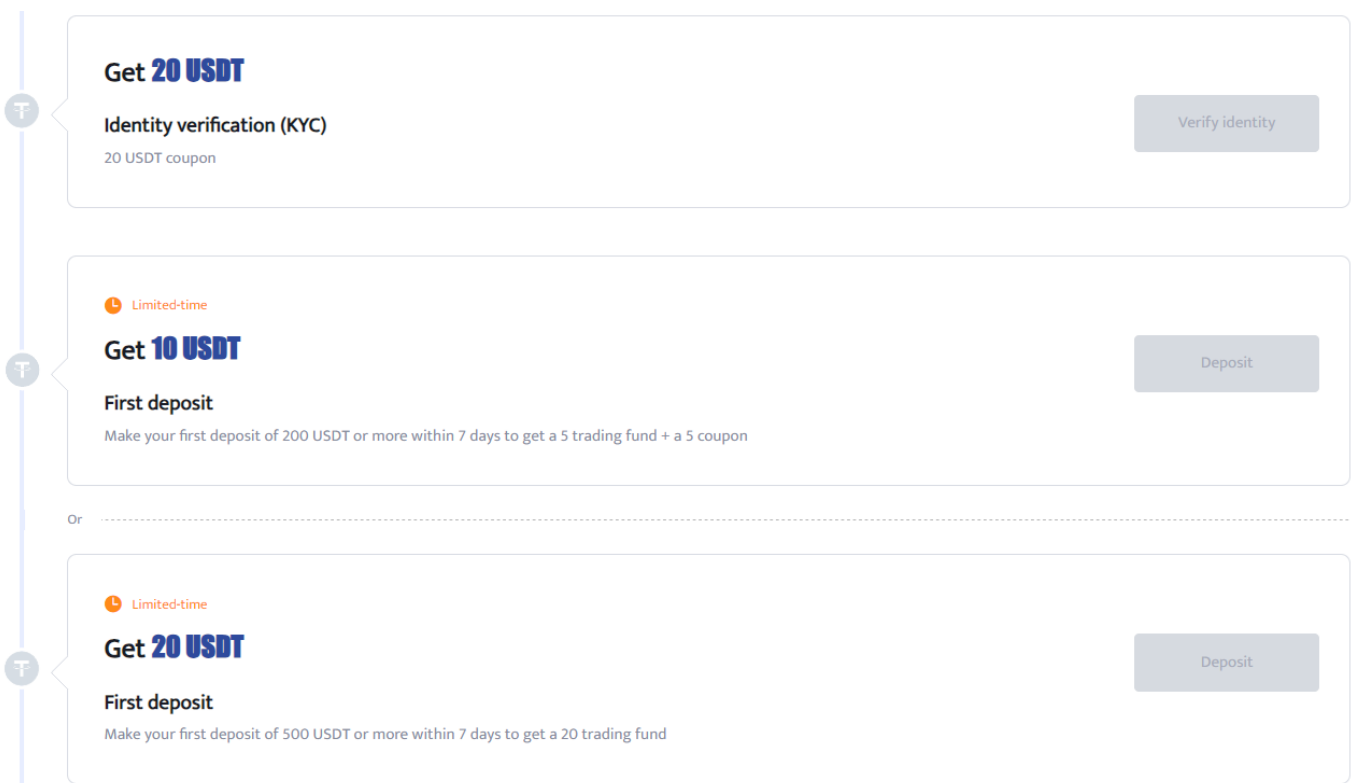 Get 20 USDT
Identity verification (KYC)
20 USDT coupon
Verify identity
Limited-time
Get 10 USDT
First deposit
Make your first deposit of 200 USDT or more within 7 days to get a 5 trading fund + a 5 coupon
Deposit
Or
Limited-time
Get 20 USDT
First deposit
Make your first deposit of 500 USDT or more within 7 days to get a 20 trading fund
Deposit